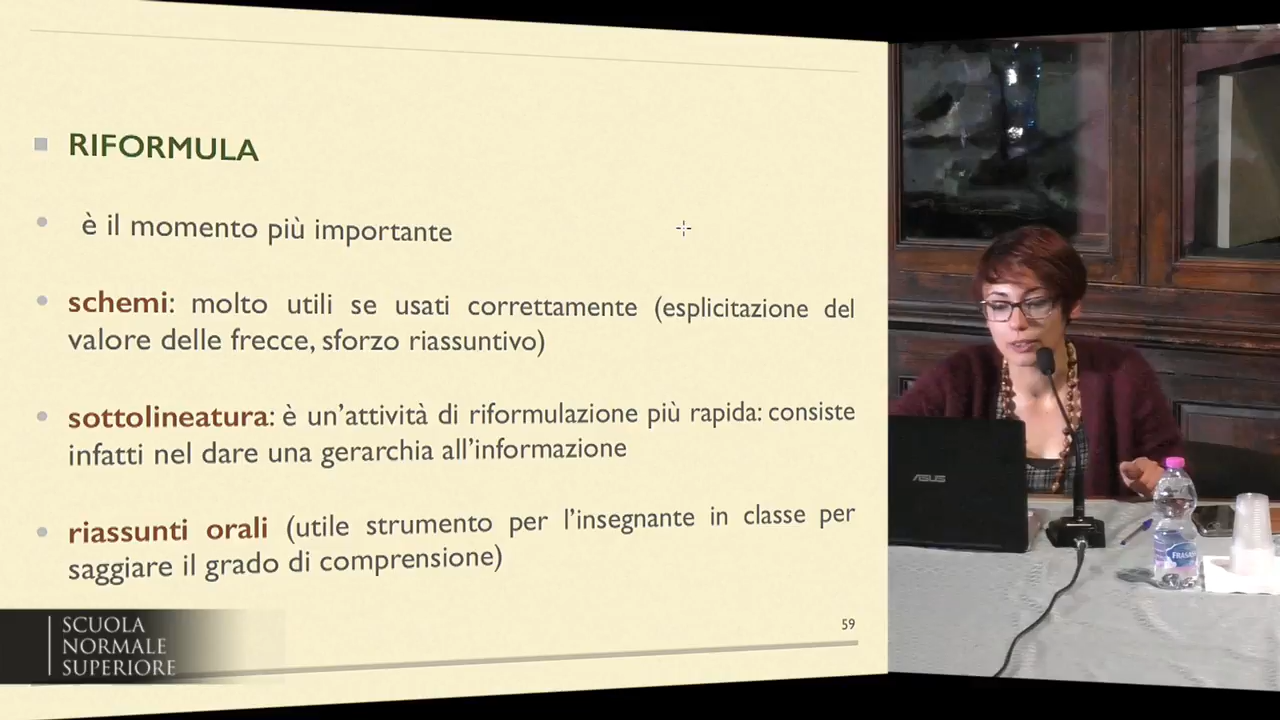 RIFORMULA
è il momento più importante
schemi: molto utili se usati correttamente (esplicitazione del
valore delle frecce, sforzo riassuntivo)
sottolineatura: è un'attività di riformulazione più rapida: consiste
infatti nel dare una gerarchia all'informazione
riassunti orali (utile strumento per l'insegnante in classe per
saggiare il grado di comprensione)
59
SCUOLA
NORMALE
SUPERIORE
ASUS